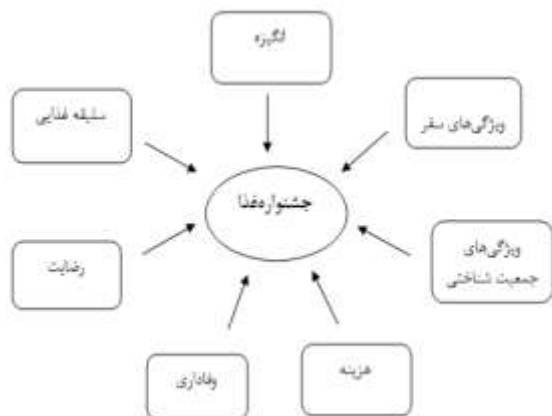 انگیزه
سلیقه غذایی
ویژگی‌های سفر
جشنواره‌غذا
ویژگی‌های
جمعیت شناختی
رضایت
هزینه
وفاداری